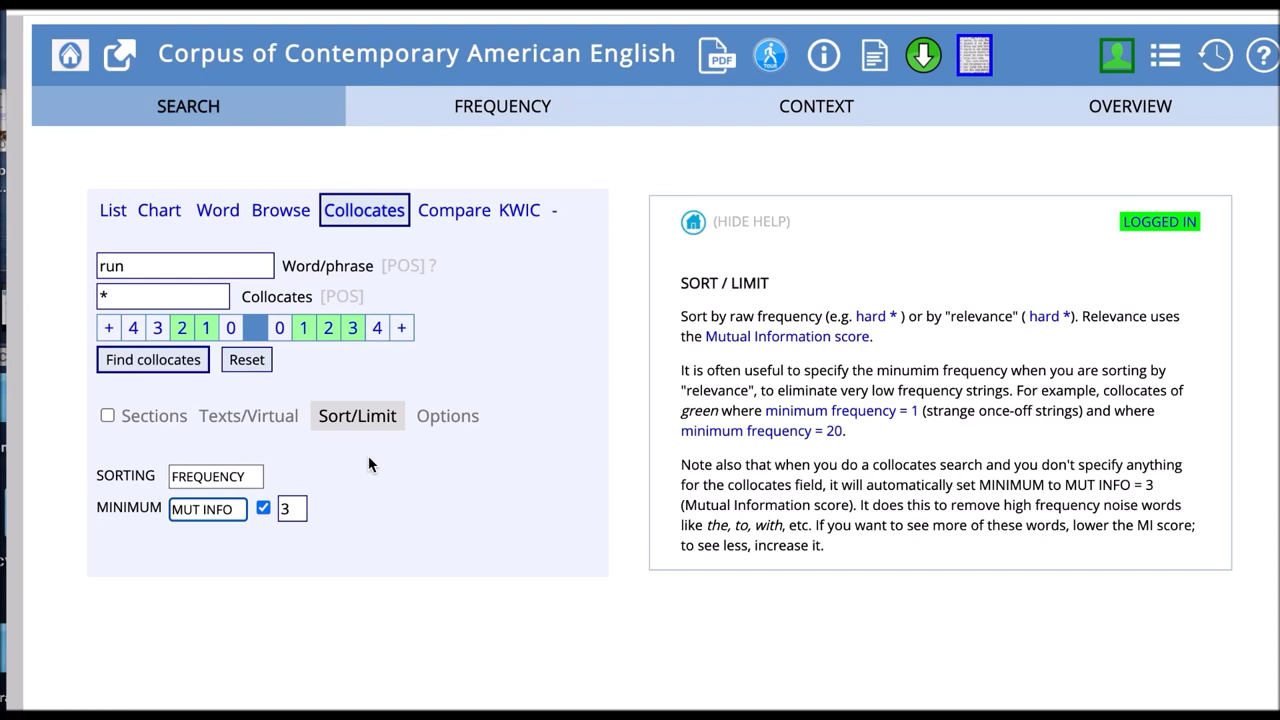 Corpus of Contemporary American English
PDF
TOUR
SEARCH FREQUENCY CONTEXT OVERVIEW
List Chart Word Browse Collocates Compare KWIC -
run Word/phrase [POS] ?
* Collocates [POS]
+ 4 3 2 1 0 0 1 2 3 4 +
Find collocates Reset
Sections Texts/Virtual Sort/Limit Options
SORTING FREQUENCY
MINIMUM MUT INFO 3
(HIDE HELP) LOGGED IN
SORT / LIMIT
Sort by raw frequency (e.g. hard * ) or by "relevance" ( hard *). Relevance uses
the Mutual Information score.
It is often useful to specify the minumim frequency when you are sorting by
"relevance", to eliminate very low frequency strings. For example, collocates of
green where minimum frequency = 1 (strange once-off strings) and where
minimum frequency = 20.
Note also that when you do a collocates search and you don't specify anything
for the collocates field, it will automatically set MINIMUM to MUT INFO = 3
(Mutual Information score). It does this to remove high frequency noise words
like the, to, with, etc. If you want to see more of these words, lower the MI score;
to see less, increase it.